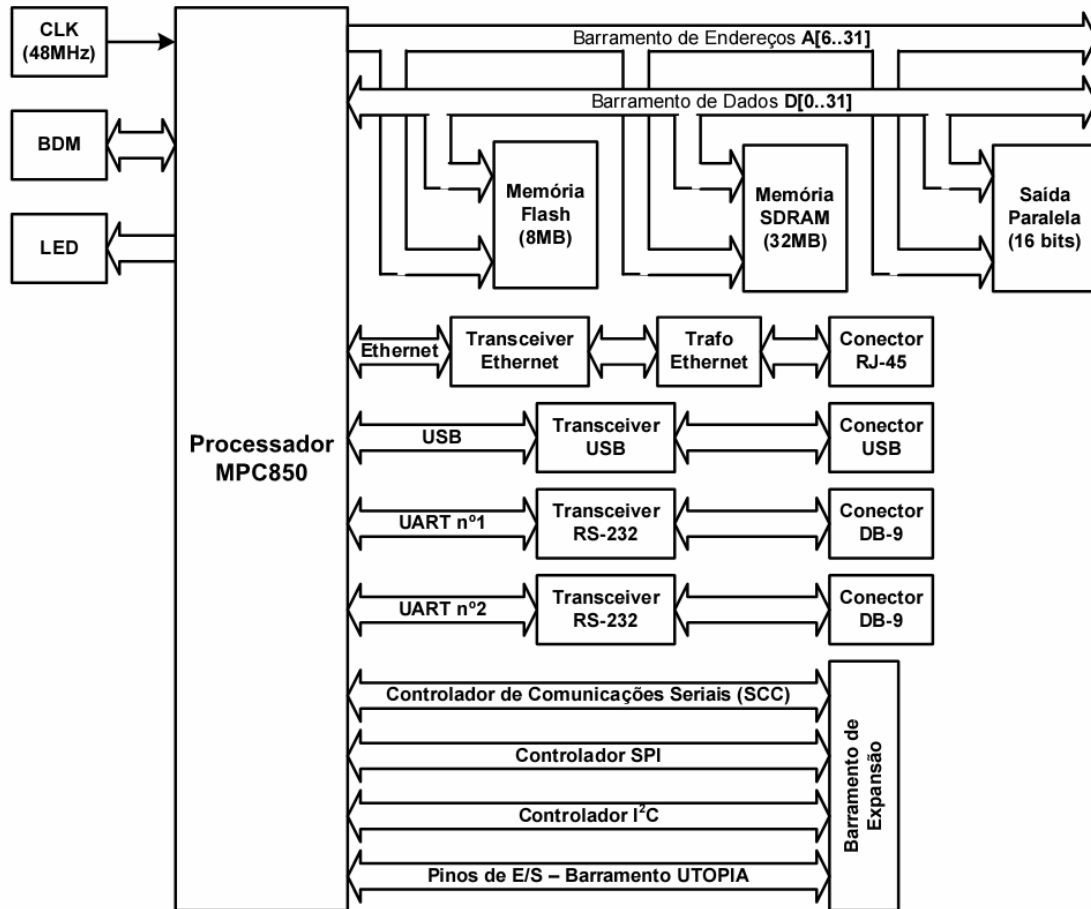 CLK
(48MHz)
BDM
LED
Processador
MPC850
Barramento de Endereços A[6..31]
Barramento de Dados D[0..31]
Memória
Flash
(8MB)
Memória
SDRAM
(32MB)
Saída
Paralela
(16 bits)
Ethernet
Transceiver
Ethernet
Trafo
Ethernet
Conector
RJ-45
USB
Transceiver
USB
Conector
USB
UART nº1
Transceiver
RS-232
Conector
DB-9
UART nº2
Transceiver
RS-232
Conector
DB-9
Controlador de Comunicações Seriais (SCC)
Controlador SPI
Controlador I²C
Pinos de E/S – Barramento UTOPIA
Barramento de
Expansão